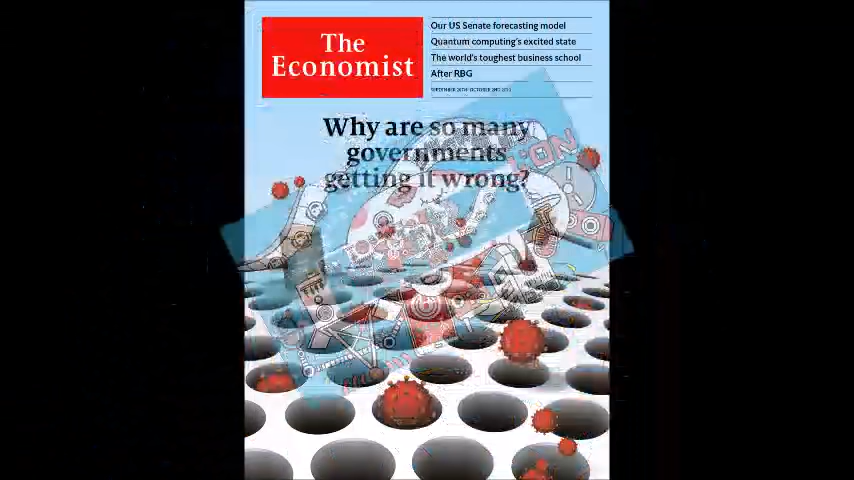 The
Economist
Our US Senate forecasting model
Quantum computing's excited state
The world's toughest business school
After RBG
Why are so many
governments
getting it wrong?